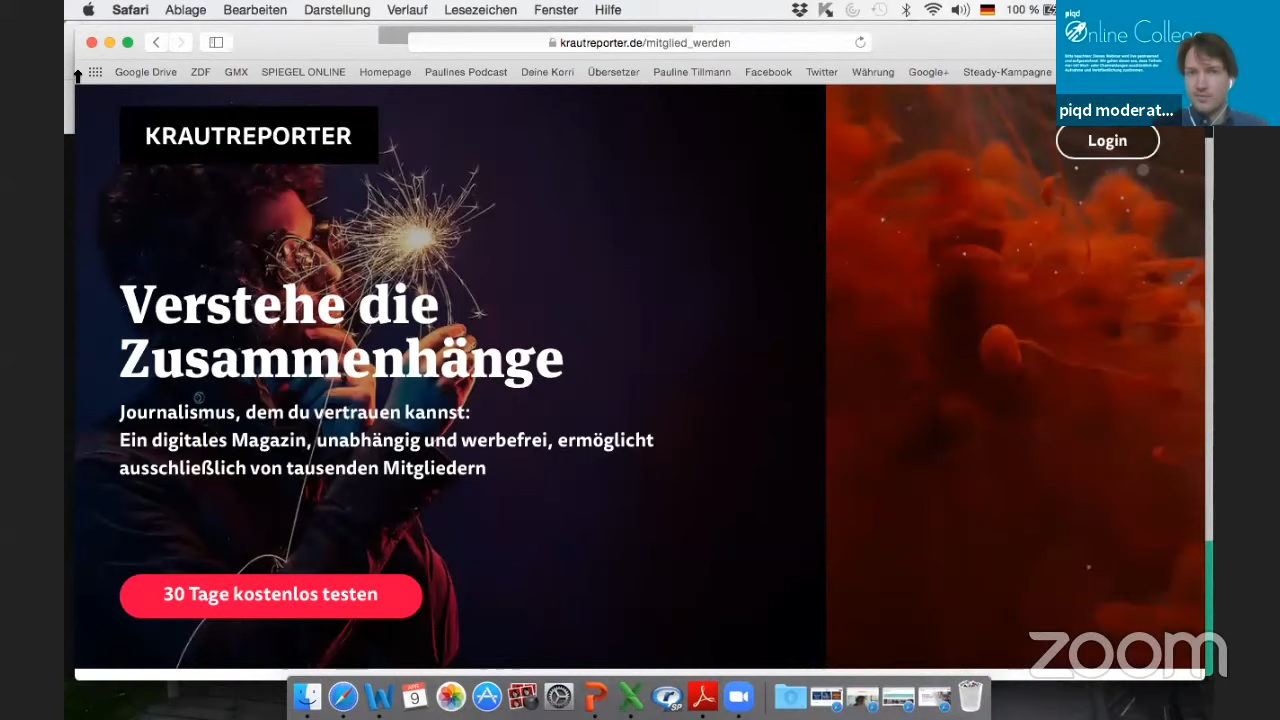 Safari Ablage Bearbeiten Darstellung Verlauf Lesezeichen Fenster Hilfe 100 %
piqd
Online Colleg
krautreporter.de/mitglied_werden
Google Drive ZDF GMX SPIEGEL ONLINE Homepage Podcast Deine Korri Übersetzer Pauline Tillmann Facebook Twitter Währung Google+ Steady-Kampagne
piqd moderat...
KRAUTREPORTER
Login
Verstehe die
Zusammenhänge
Journalismus, dem du vertrauen kannst:
Ein digitales Magazin, unabhängig und werbefrei, ermöglicht
ausschließlich von tausenden Mitgliedern
30 Tage kostenlos testen
zoom
9